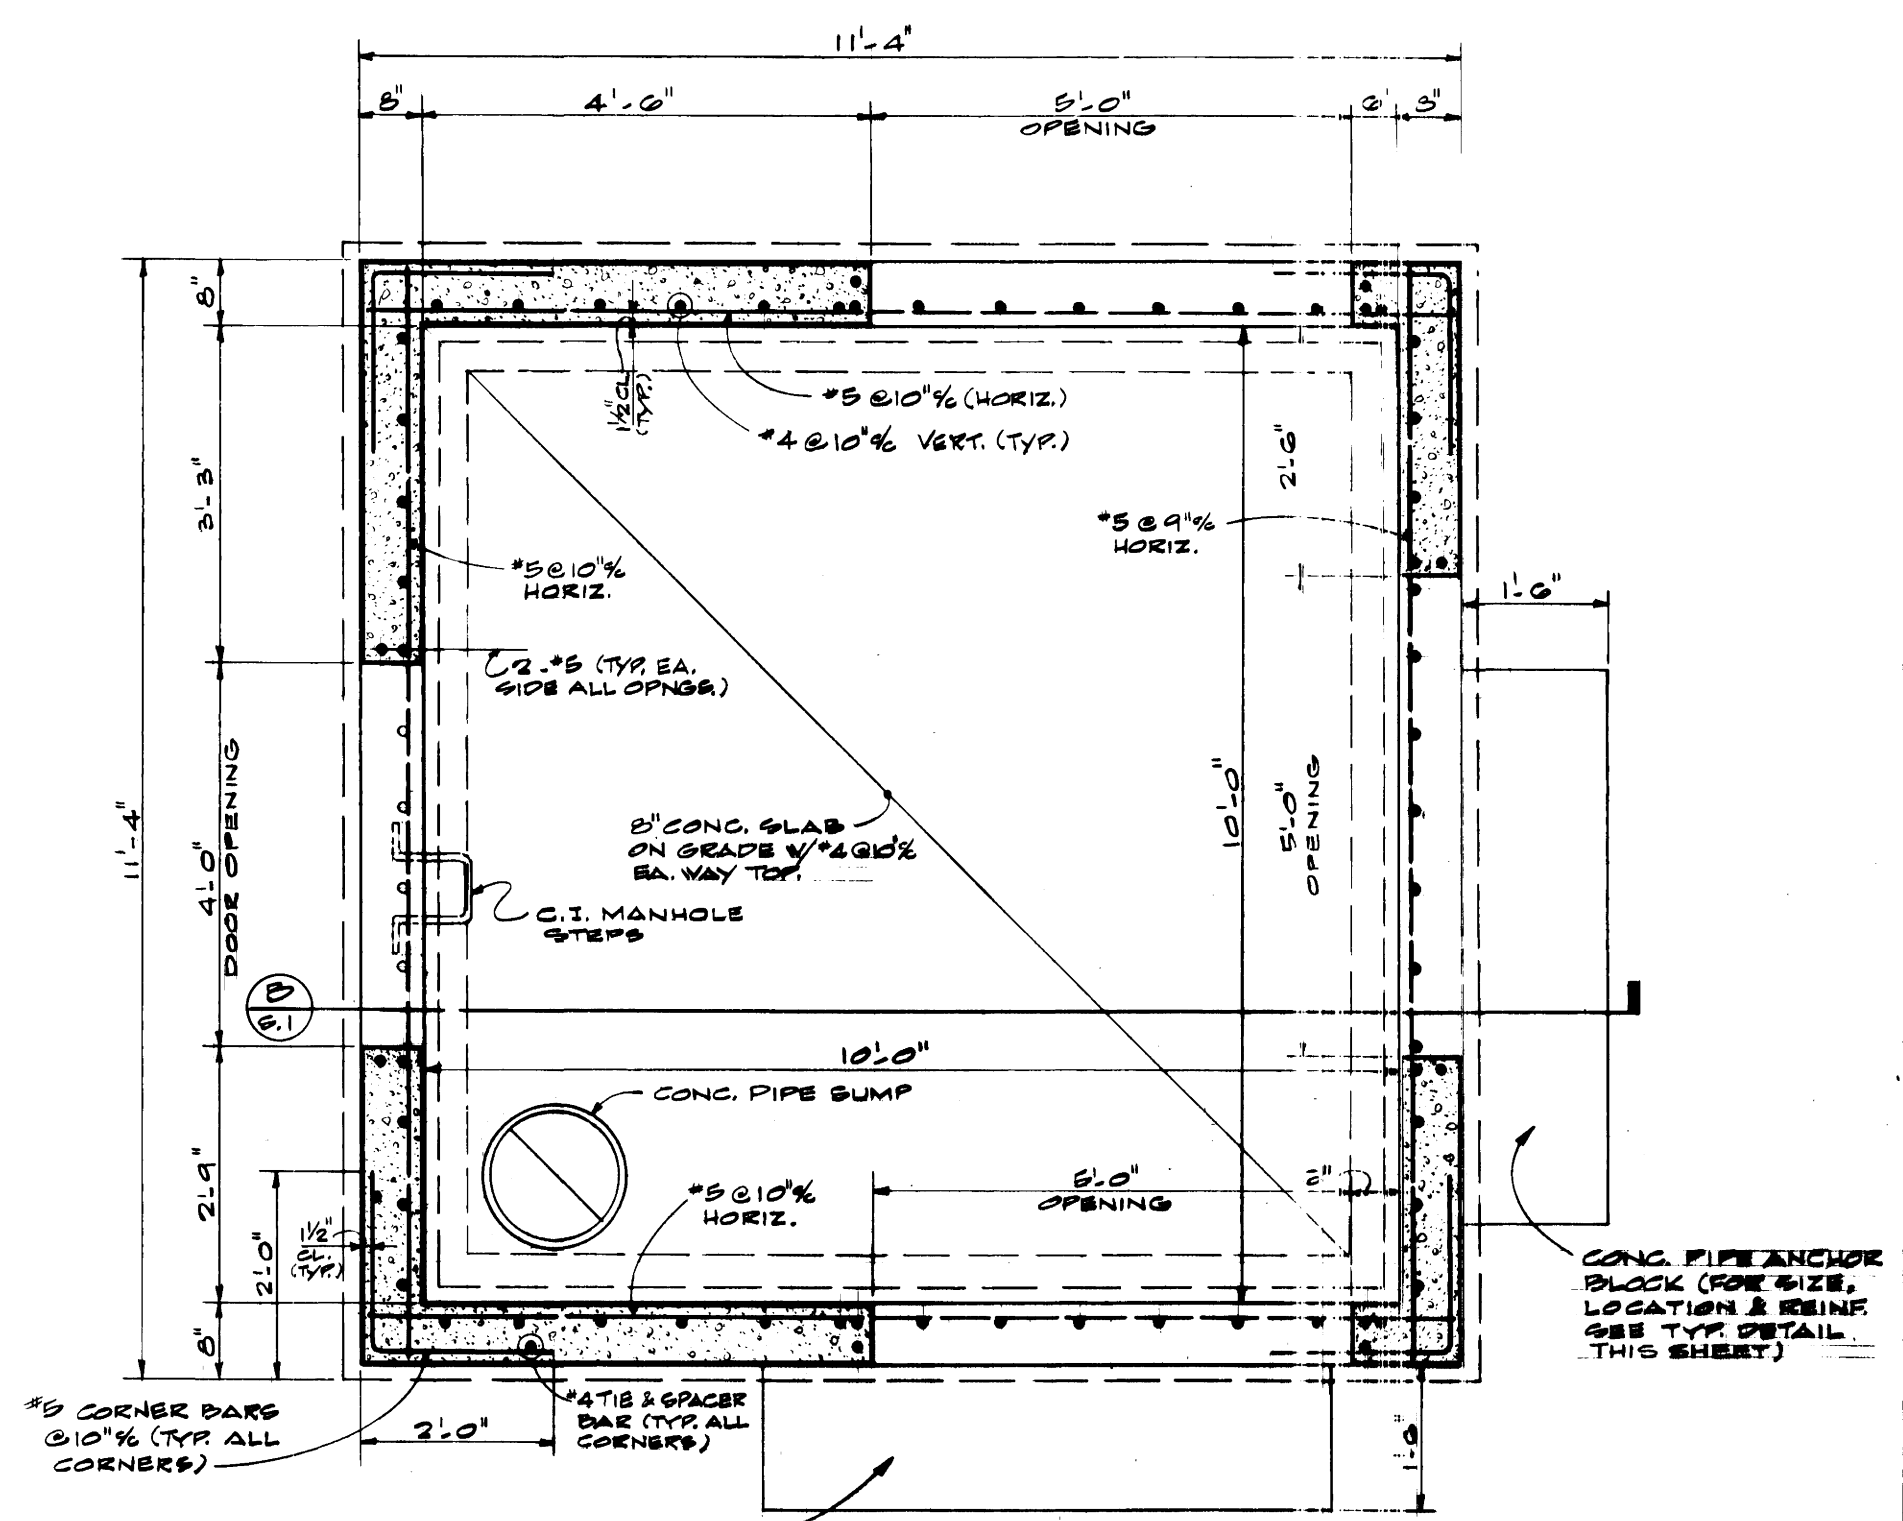 11'-4"
8"
4'-6"
5'-0"
OPENING
6"
8"
8"
1½" CL.
(TYP.)
#5 @ 10" o/c (HORIZ.)
#4 @ 10" o/c VERT. (TYP.)
2'-6"
3'-3"
#5 @ 9" o/c
HORIZ.
#5 @ 10" o/c
HORIZ.
1'-6"
2-#5 (TYP. EA.
SIDE ALL OPNGS.)
11'-4"
4'-0"
DOOR OPENING
10'-0"
5'-0"
OPENING
8" CONC. SLAB
ON GRADE W/ #4 @ 10" o/c
EA. WAY TOP.
C.I. MANHOLE
STEPS
B
S.1
10'-0"
CONC. PIPE SUMP
2'-9"
#5 @ 10" o/c
HORIZ.
5'-0"
OPENING
1½"
CL.
(TYP.)
2'-0"
8"
CONC. PIPE ANCHOR
BLOCK (FOR SIZE,
LOCATION & REINF.
SEE TYP. DETAIL
THIS SHEET)
#5 CORNER BARS
@ 10" o/c (TYP. ALL
CORNERS)
2'-0"
#4 TIE & SPACER
BAR (TYP. ALL
CORNERS)
1'-0"